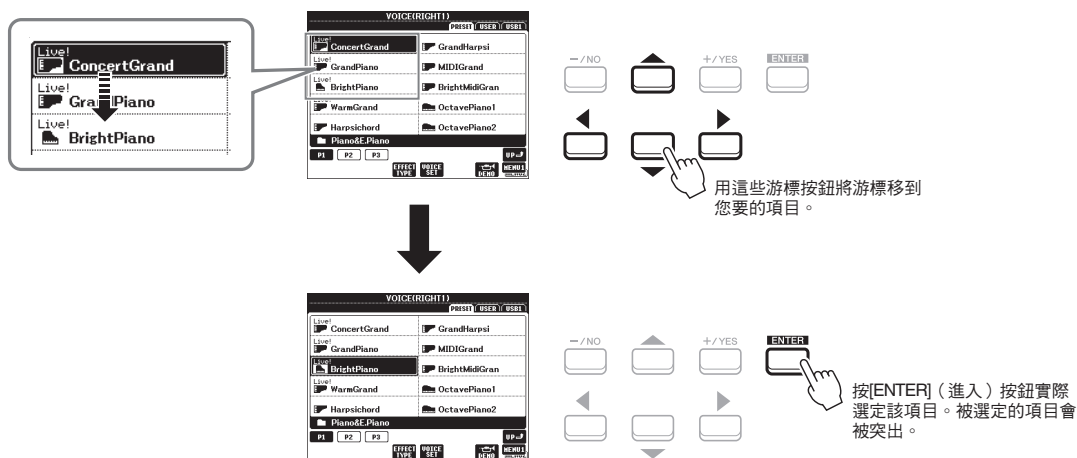 Live!
ConcertGrand
Live!
GrandPiano
Live!
BrightPiano
VOICE(RIGHT1)
PRESET USER USB1
Live!
ConcertGrand GrandHarpsi
Live!
GrandPiano MIDIGrand
Live!
BrightPiano BrightMidiGran
Live!
WarmGrand OctavePiano1
Harpsichord OctavePiano2
Piano&E.Piano
P1 P2 P3 UP
EFFECT TYPE VOICE SET DEMO MENU1
-/NO +/YES ENTER
用這些游標按鈕將游標移到
您要的項目。
VOICE(RIGHT1)
PRESET USER USB1
Live!
ConcertGrand GrandHarpsi
Live!
GrandPiano MIDIGrand
Live!
BrightPiano BrightMidiGran
Live!
WarmGrand OctavePiano1
Harpsichord OctavePiano2
Piano&E.Piano
P1 P2 P3 UP
EFFECT TYPE VOICE SET DEMO MENU1
-/NO +/YES ENTER
按[ENTER]（進入）按鈕實際
選定該項目。被選定的項目會
被突出。